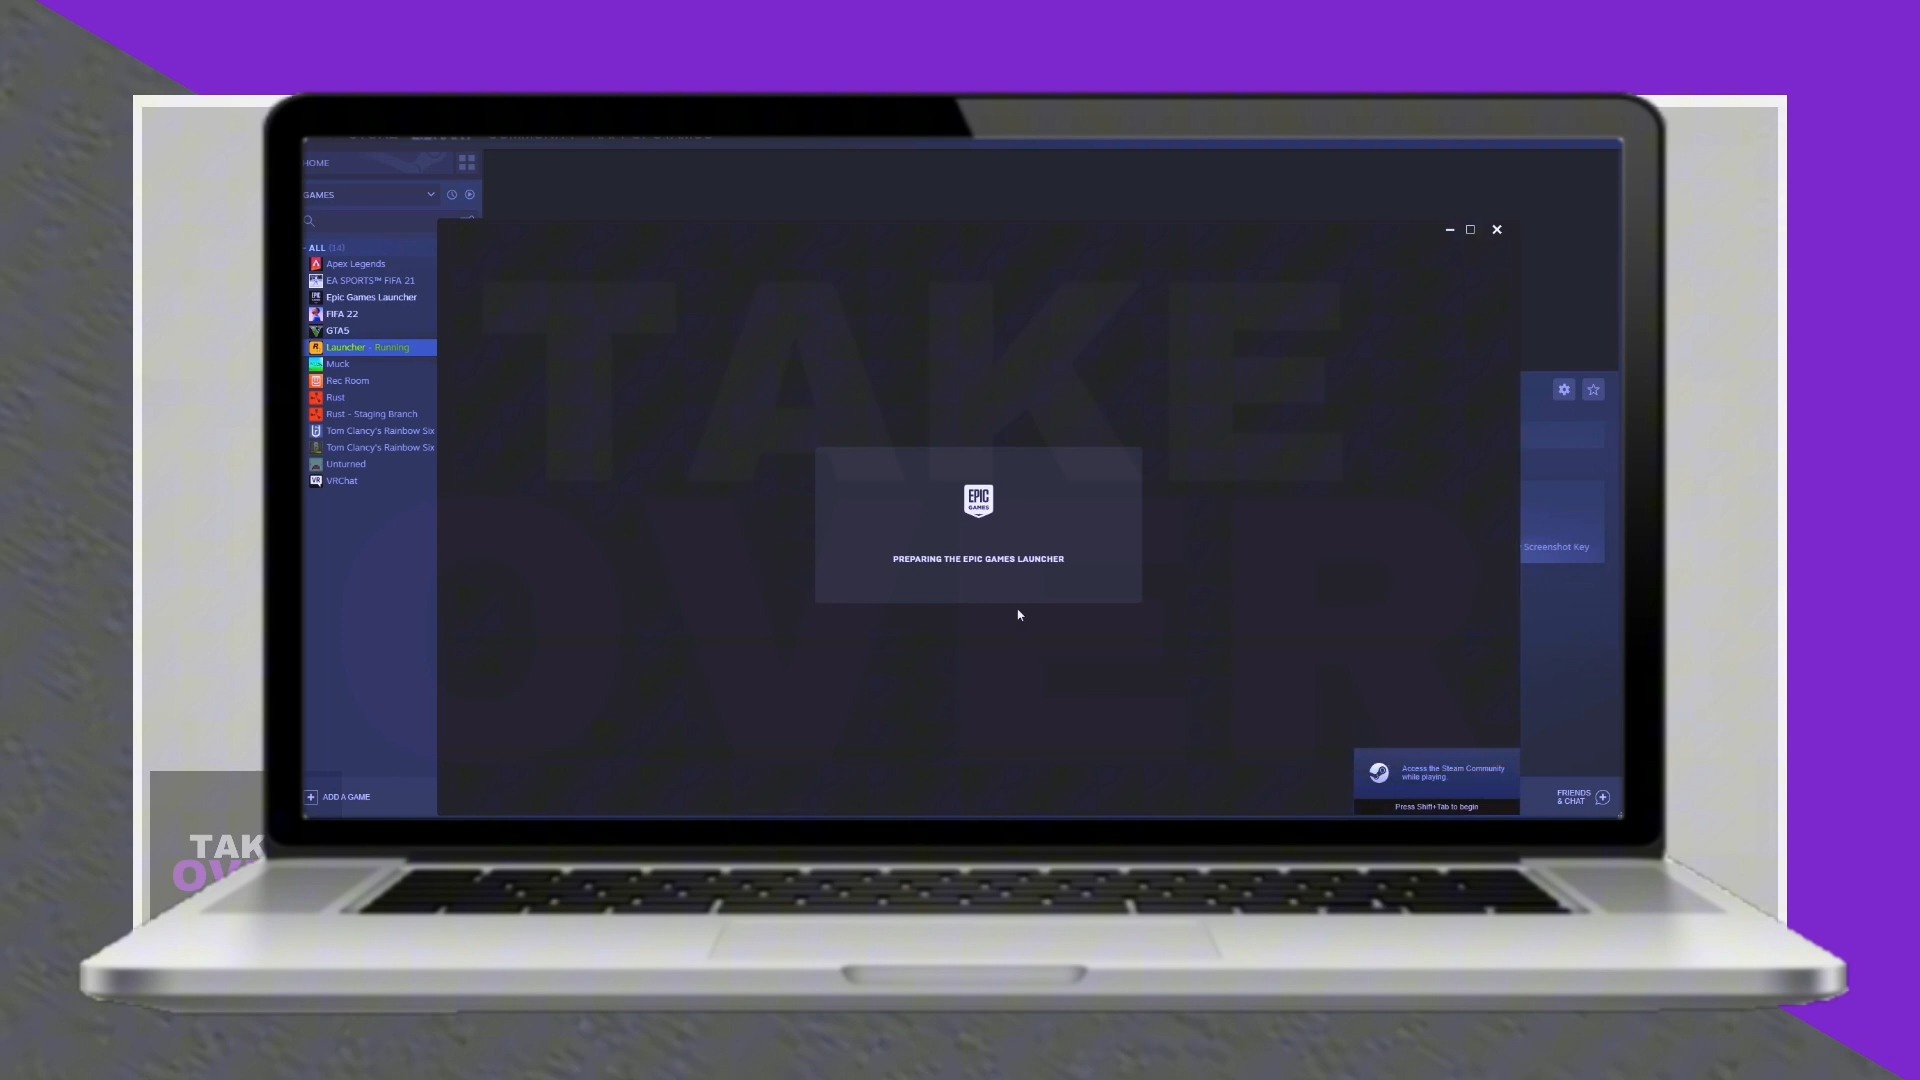 HOME
GAMES
- ALL (14)
Apex Legends
EA SPORTS™ FIFA 21
Epic Games Launcher
FIFA 22
GTA5
Launcher - Running
Muck
Rec Room
Rust
Rust - Staging Branch
Tom Clancy's Rainbow Six
Tom Clancy's Rainbow Six
Unturned
VRChat
ADD A GAME
TAKE
OVER
EPIC
GAMES
PREPARING THE EPIC GAMES LAUNCHER
Screenshot Key
Access the Steam Community
while playing.
Press Shift+Tab to begin
FRIENDS
& CHAT
TAK
OV